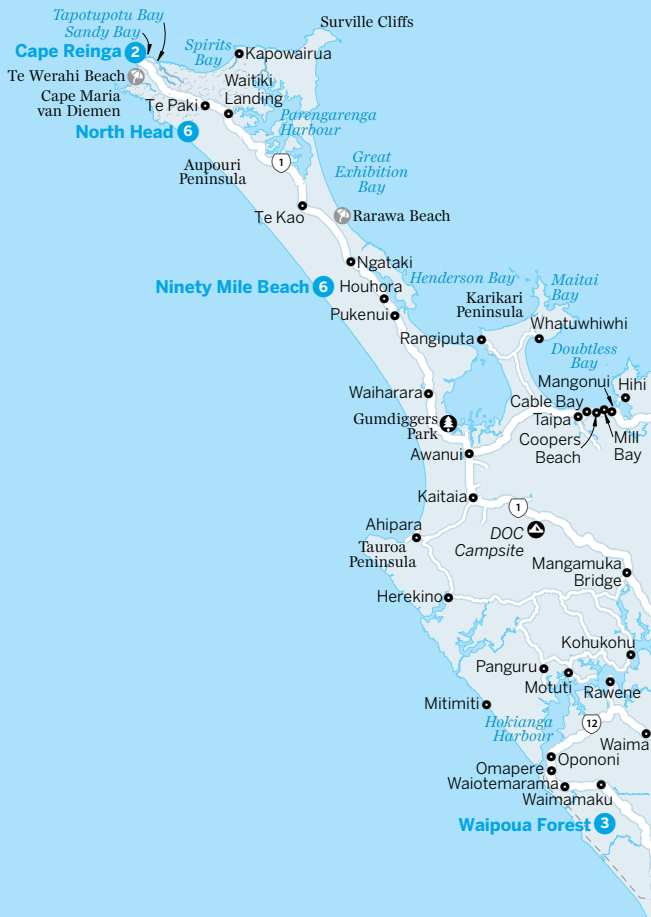 Tapotupotu Bay
Sandy Bay
Surville Cliffs
Cape Reinga 2
Spirits
Bay
Kapowairua
Te Werahi Beach
Waitiki
Landing
Cape Maria
van Diemen
Te Paki
North Head 6
Parengarenga
Harbour
1
Aupouri
Peninsula
Great
Exhibition
Bay
Te Kao
Rarawa Beach
Ngataki
Ninety Mile Beach 6
Houhora
Henderson Bay
Maitai
Bay
Karikari
Peninsula
Pukenui
Whatuwhiwhi
Rangiputa
Doubtless
Bay
Mangonui
Hihi
Waiharara
Cable Bay
Taipa
Gumdiggers
Park
Coopers
Beach
Mill
Bay
Awanui
Kaitaia
1
Ahipara
DOC
Campsite
Tauroa
Peninsula
Mangamuka
Bridge
Herekino
Kohukohu
Panguru
Motuti
Rawene
Mitimiti
Hokianga
Harbour
12
Waima
Opononi
Omapere
Waiotemarama
Waimamaku
Waipoua Forest 3